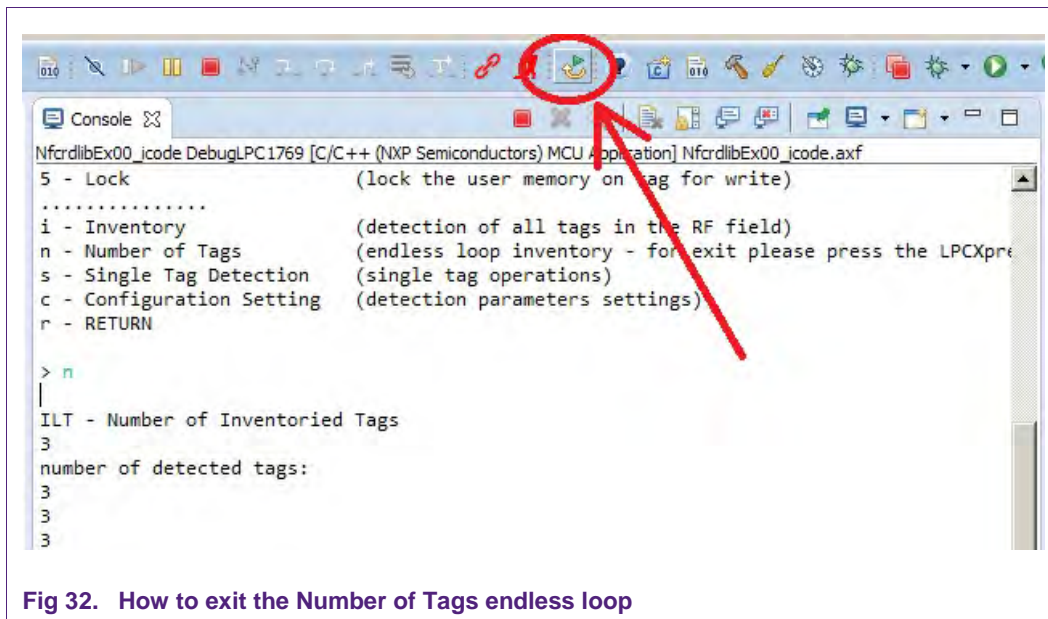 Console
NfcrdlibEx00_icode DebugLPC1769 [C/C++ (NXP Semiconductors) MCU Application] NfcrdlibEx00_icode.axf
5 - Lock (lock the user memory on tag for write)
...............
i - Inventory (detection of all tags in the RF field)
n - Number of Tags (endless loop inventory - for exit please press the LPCXpre
s - Single Tag Detection (single tag operations)
c - Configuration Setting (detection parameters settings)
r - RETURN
> n
ILT - Number of Inventoried Tags
3
number of detected tags:
3
3
3
Fig 32. How to exit the Number of Tags endless loop